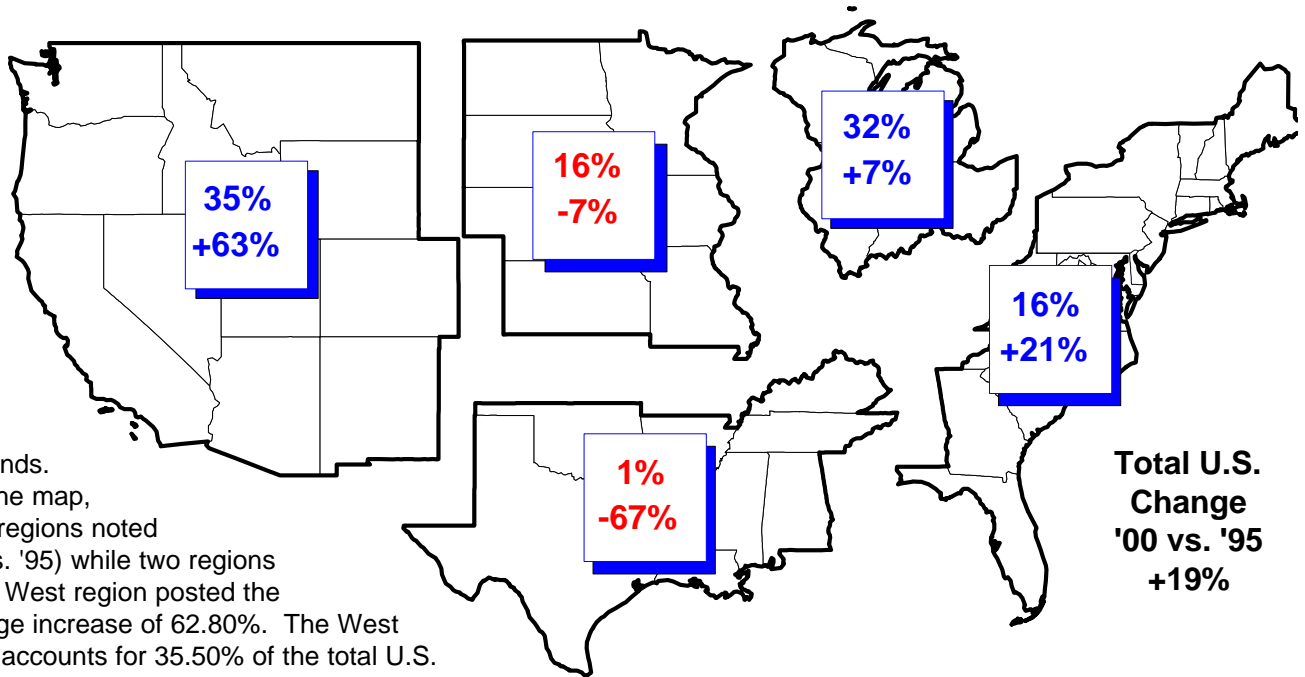 32%
+7%
16%
-7%
35%
+63%
16%
+21%
1%
-67%
Total U.S.
Change
'00 vs. '95
+19%
nds.
ne map,
regions noted
s. '95) while two regions
West region posted the
ge increase of 62.80%. The West
accounts for 35.50% of the total U.S.